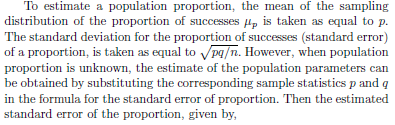 To estimate a population proportion, the mean of the sampling
distribution of the proportion of successes μₚ is taken as equal to p.
The standard deviation for the proportion of successes (standard error)
of a proportion, is taken as equal to √pq/n. However, when population
proportion is unknown, the estimate of the population parameters can
be obtained by substituting the corresponding sample statistics p and q
in the formula for the standard error of proportion. Then the estimated
standard error of the proportion, given by,